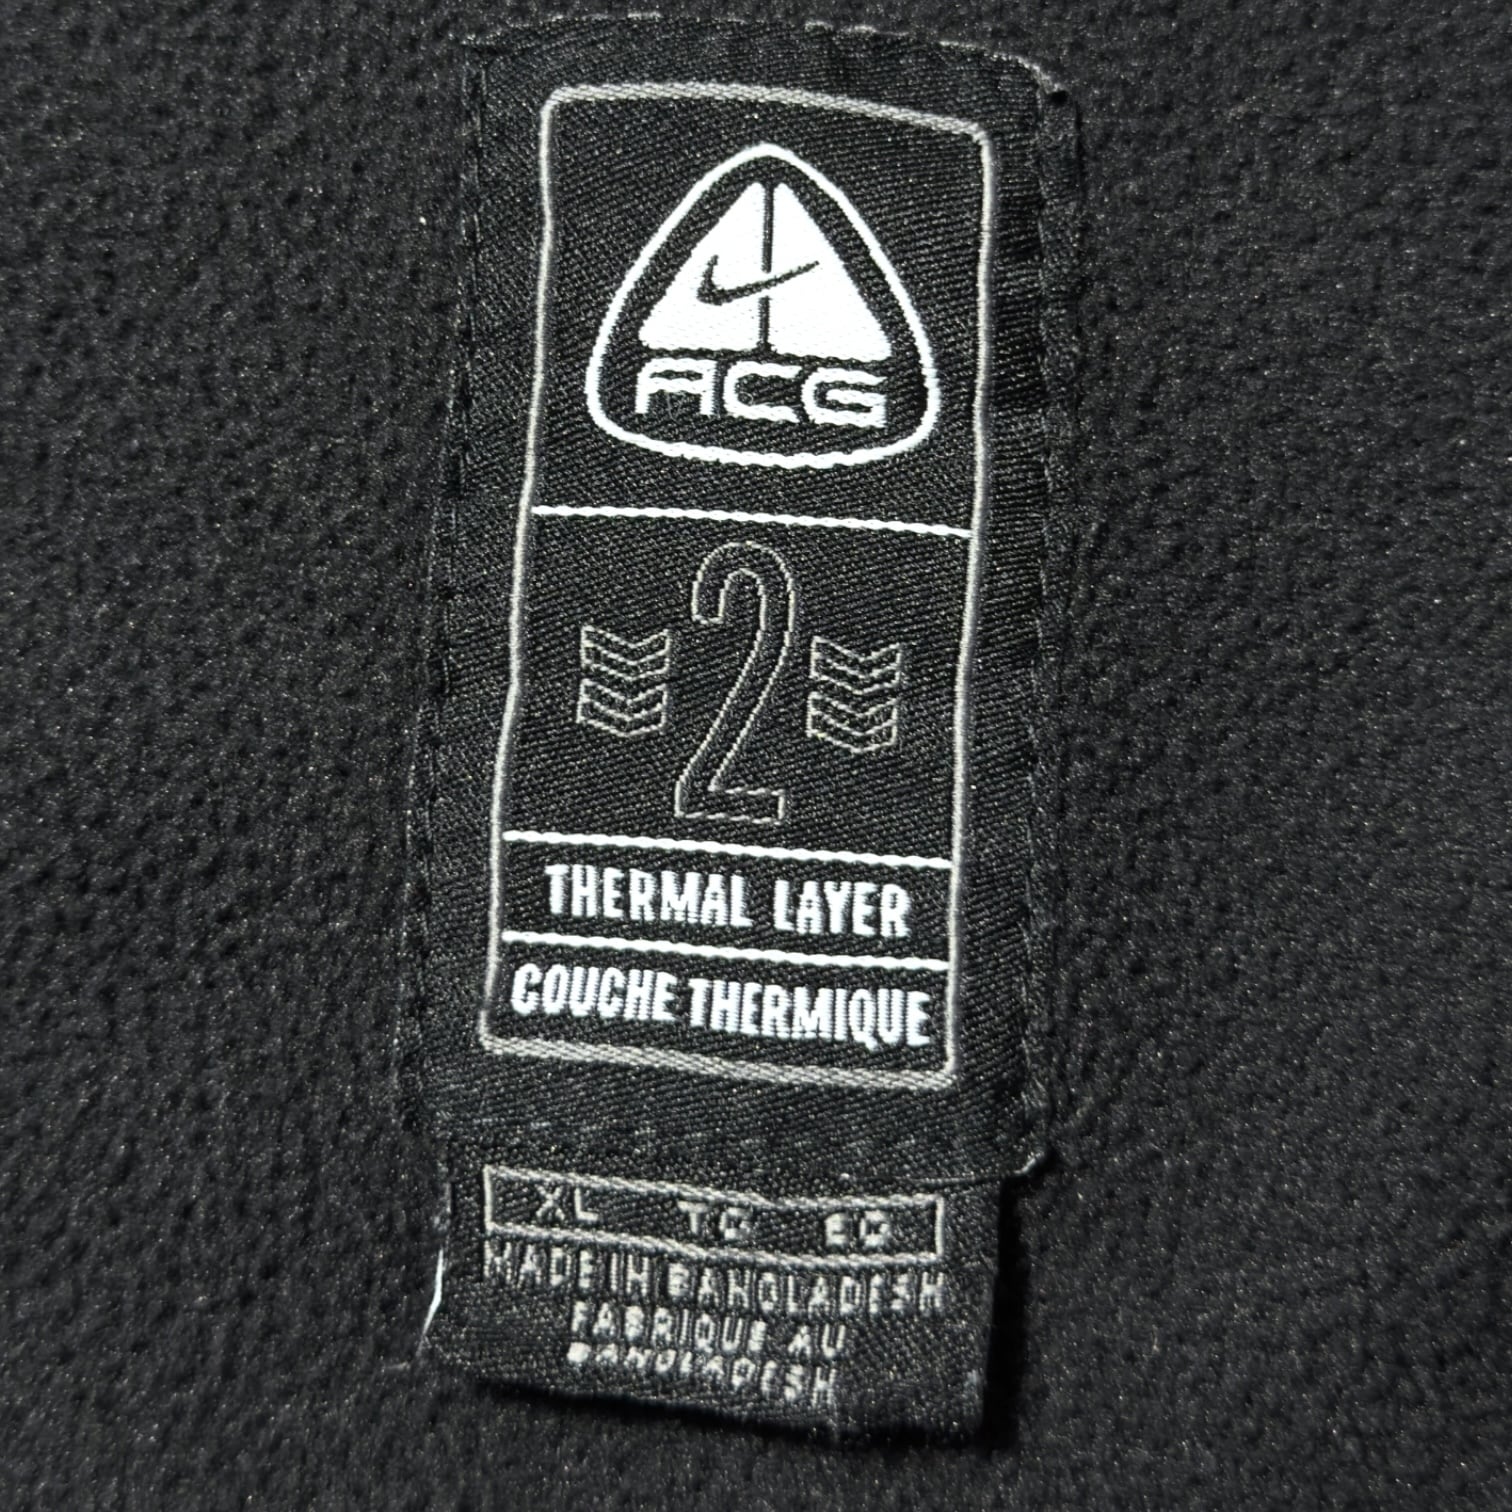 ACG
2
THERMAL LAYER
COUCHE THERMIQUE
XL TG EG
MADE IN BANGLADESH
FABRIQUE AU
BANGLADESH